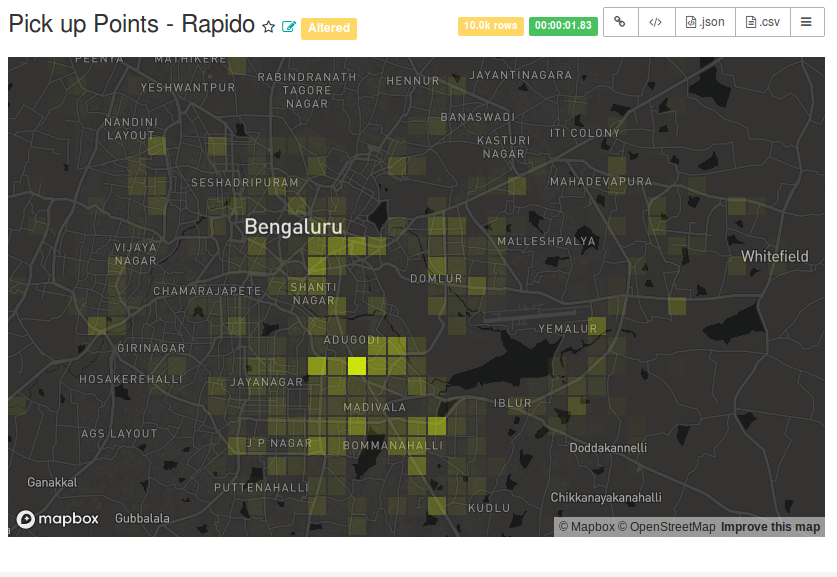 Pick up Points - Rapido
Altered
10.0k rows
00:00:01.83
.json
.csv
PEENYA
MATHIKERE
YESHWANTPUR
RABINDRANATH
TAGORE
NAGAR
HENNUR
JAYANTINAGARA
NANDINI
LAYOUT
BANASWADI
KASTURI
NAGAR
ITI COLONY
SESHADRIPURAM
MAHADEVAPURA
Bengaluru
VIJAYA
NAGAR
MALLESHPALYA
Whitefield
CHAMARAJAPETE
SHANTI
NAGAR
DOMLUR
YEMALUR
GIRINAGAR
ADUGODI
HOSAKEREHALLI
JAYANAGAR
MADIVALA
IBLUR
AGS LAYOUT
J P NAGAR
BOMMANAHALLI
Doddakannelli
Ganakkal
PUTTENAHALLI
Chikkanayakanahalli
KUDLU
mapbox
Gubbalala
© Mapbox © OpenStreetMap Improve this map